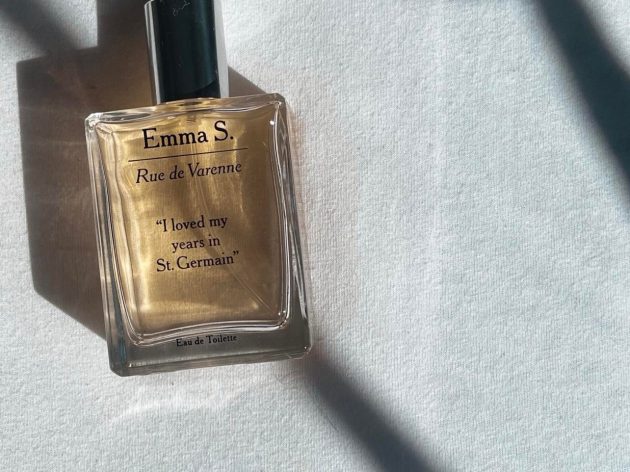 Emma S.
Rue de Varenne
“I loved my
years in
St. Germain”
Eau de Toilette